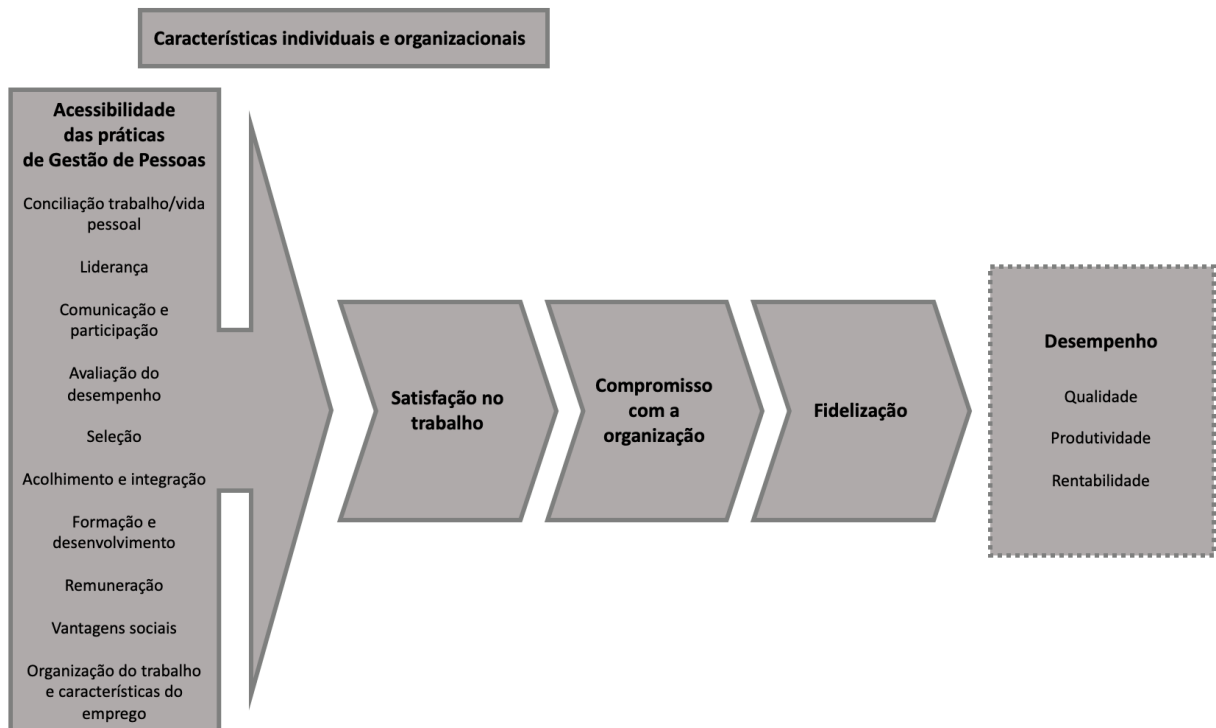 Características individuais e organizacionais
Acessibilidade
das práticas
de Gestão de Pessoas
Conciliação trabalho/vida
pessoal
Liderança
Comunicação e
participação
Avaliação do
desempenho
Seleção
Acolhimento e integração
Formação e
desenvolvimento
Remuneração
Vantagens sociais
Organização do trabalho
e características do
emprego
Satisfação no
trabalho
Compromisso
com a
organização
Fidelização
Desempenho
Qualidade
Produtividade
Rentabilidade